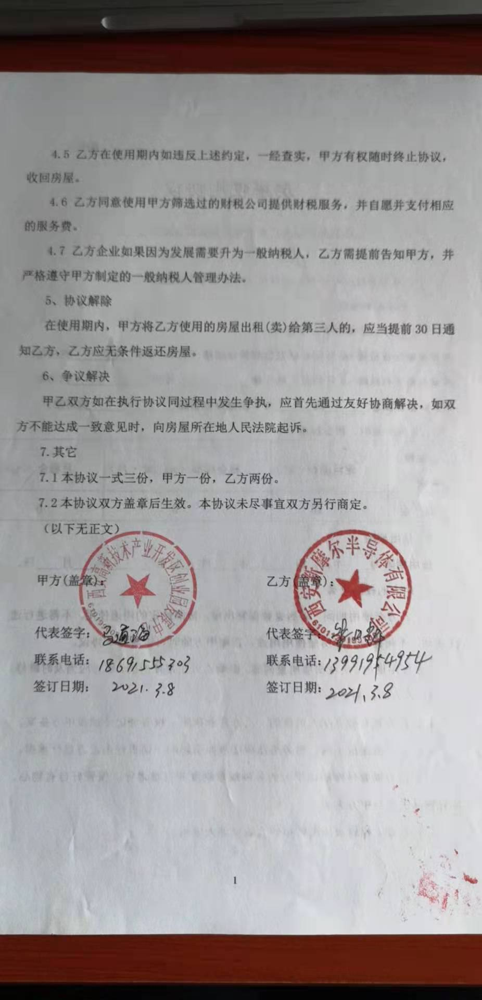 4.5 乙方在使用期内如违反上述约定，一经查实，甲方有权随时终止协议，
收回房屋。
4.6 乙方同意使用甲方筛选过的财税公司提供财税服务，并自愿并支付相应
的服务费。
4.7 乙方企业如果因为发展需要升为一般纳税人，乙方需提前告知甲方，并
严格遵守甲方制定的一般纳税人管理办法。
5、协议解除
在使用期内，甲方将乙方使用的房屋出租(卖)给第三人的，应当提前 30 日通
知乙方、乙方应无条件返还房屋。
6、争议解决
甲乙双方如在执行协议同过程中发生争执，应首先通过友好协商解决，如双
方不能达成一致意见时，向房屋所在地人民法院起诉。
7.其它
7.1 本协议一式三份，甲方一份，乙方两份。
7.2 本协议双方盖章后生效。本协议未尽事宜双方另行商定。
（以下无正文）
西安高新技术产业开发区创业园发展中心
西安斯摩尔半导体有限公司
甲方(盖章)： 乙方(盖章)：
代表签字： 代表签字：
联系电话：18691555303 联系电话：13991954954
签订日期： 2021.3.8 签订日期：2021.3.8
1